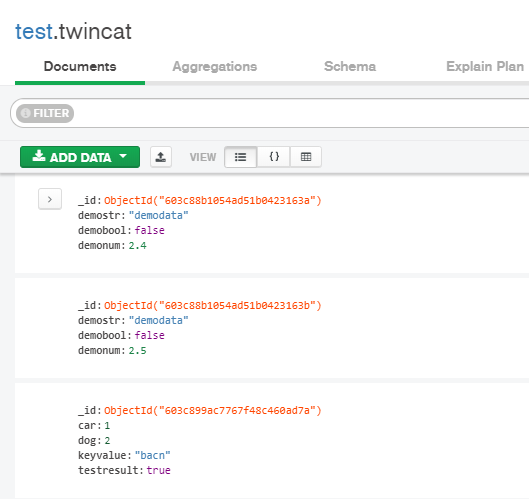 test.twincat
Documents Aggregations Schema Explain Plan
FILTER
ADD DATA VIEW { }
_id: ObjectId("603c88b1054ad51b0423163a")
demostr: "demodata"
demobool: false
demonum: 2.4
_id: ObjectId("603c88b1054ad51b0423163b")
demostr: "demodata"
demobool: false
demonum: 2.5
_id: ObjectId("603c899ac7767f48c460ad7a")
car: 1
dog: 2
keyvalue: "bacn"
testresult: true